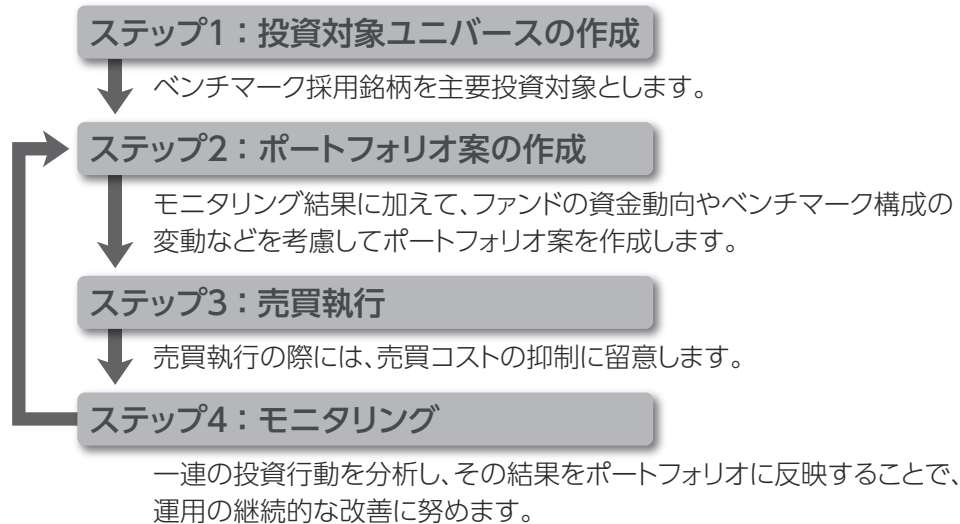 ステップ1：投資対象ユニバースの作成
ベンチマーク採用銘柄を主要投資対象とします。
ステップ2：ポートフォリオ案の作成
モニタリング結果に加えて、ファンドの資金動向やベンチマーク構成の
変動などを考慮してポートフォリオ案を作成します。
ステップ3：売買執行
売買執行の際には、売買コストの抑制に留意します。
ステップ4：モニタリング
一連の投資行動を分析し、その結果をポートフォリオに反映することで、
運用の継続的な改善に努めます。